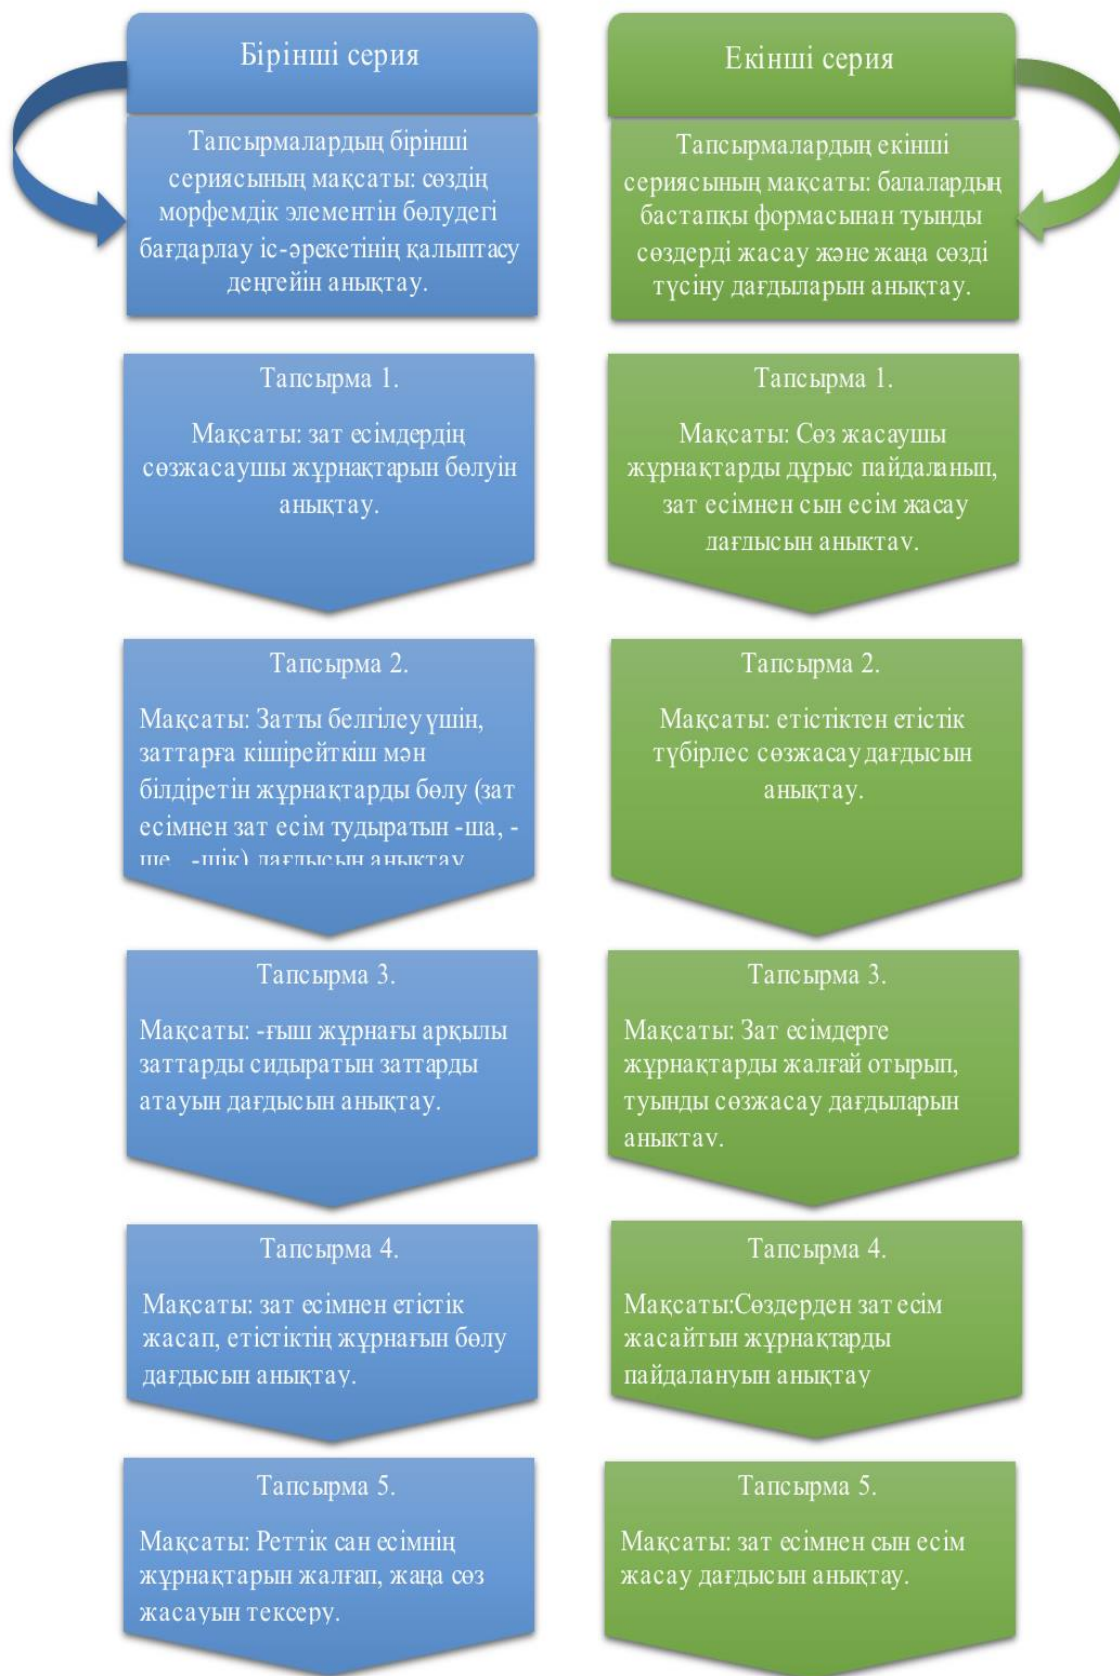 Бірінші серия
Тапсырмалардың бірінші
сериясының мақсаты: сөздің
морфемдік элементін бөлудегі
бағдарлау іс-әрекетінің қалыптасу
деңгейін анықтау.
Тапсырма 1.
Мақсаты: зат есімдердің
сөзжасаушы жұрнақтарын бөлуін
анықтау.
Тапсырма 2.
Мақсаты: Затты белгілеу үшін,
заттарға кішірейткіш мән
білдіретін жұрнақтарды бөлу (зат
есімнен зат есім тудыратын -ша, -
ше, -шік) дағдысын анықтау
Тапсырма 3.
Мақсаты: -ғыш жұрнағы арқылы
заттарды сидыратын заттарды
атауын дағдысын анықтау.
Тапсырма 4.
Мақсаты: зат есімнен етістік
жасап, етістіктің жұрнағын бөлу
дағдысын анықтау.
Тапсырма 5.
Мақсаты: Реттік сан есімнің
жұрнақтарын жалғап, жаңа сөз
жасауын тексеру.
Екінші серия
Тапсырмалардың екінші
сериясының мақсаты: балалардың
бастапқы формасынан туынды
сөздерді жасау және жаңа сөзді
түсіну дағдыларын анықтау.
Тапсырма 1.
Мақсаты: Сөз жасаушы
жұрнақтарды дұрыс пайдаланып,
зат есімнен сын есім жасау
дағдысын анықтау.
Тапсырма 2.
Мақсаты: етістіктен етістік
түбірлес сөзжасау дағдысын
анықтау.
Тапсырма 3.
Мақсаты: Зат есімдерге
жұрнақтарды жалғай отырып,
туынды сөзжасау дағдыларын
анықтау.
Тапсырма 4.
Мақсаты:Сөздерден зат есім
жасайтын жұрнақтарды
пайдалануын анықтау
Тапсырма 5.
Мақсаты: зат есімнен сын есім
жасау дағдысын анықтау.